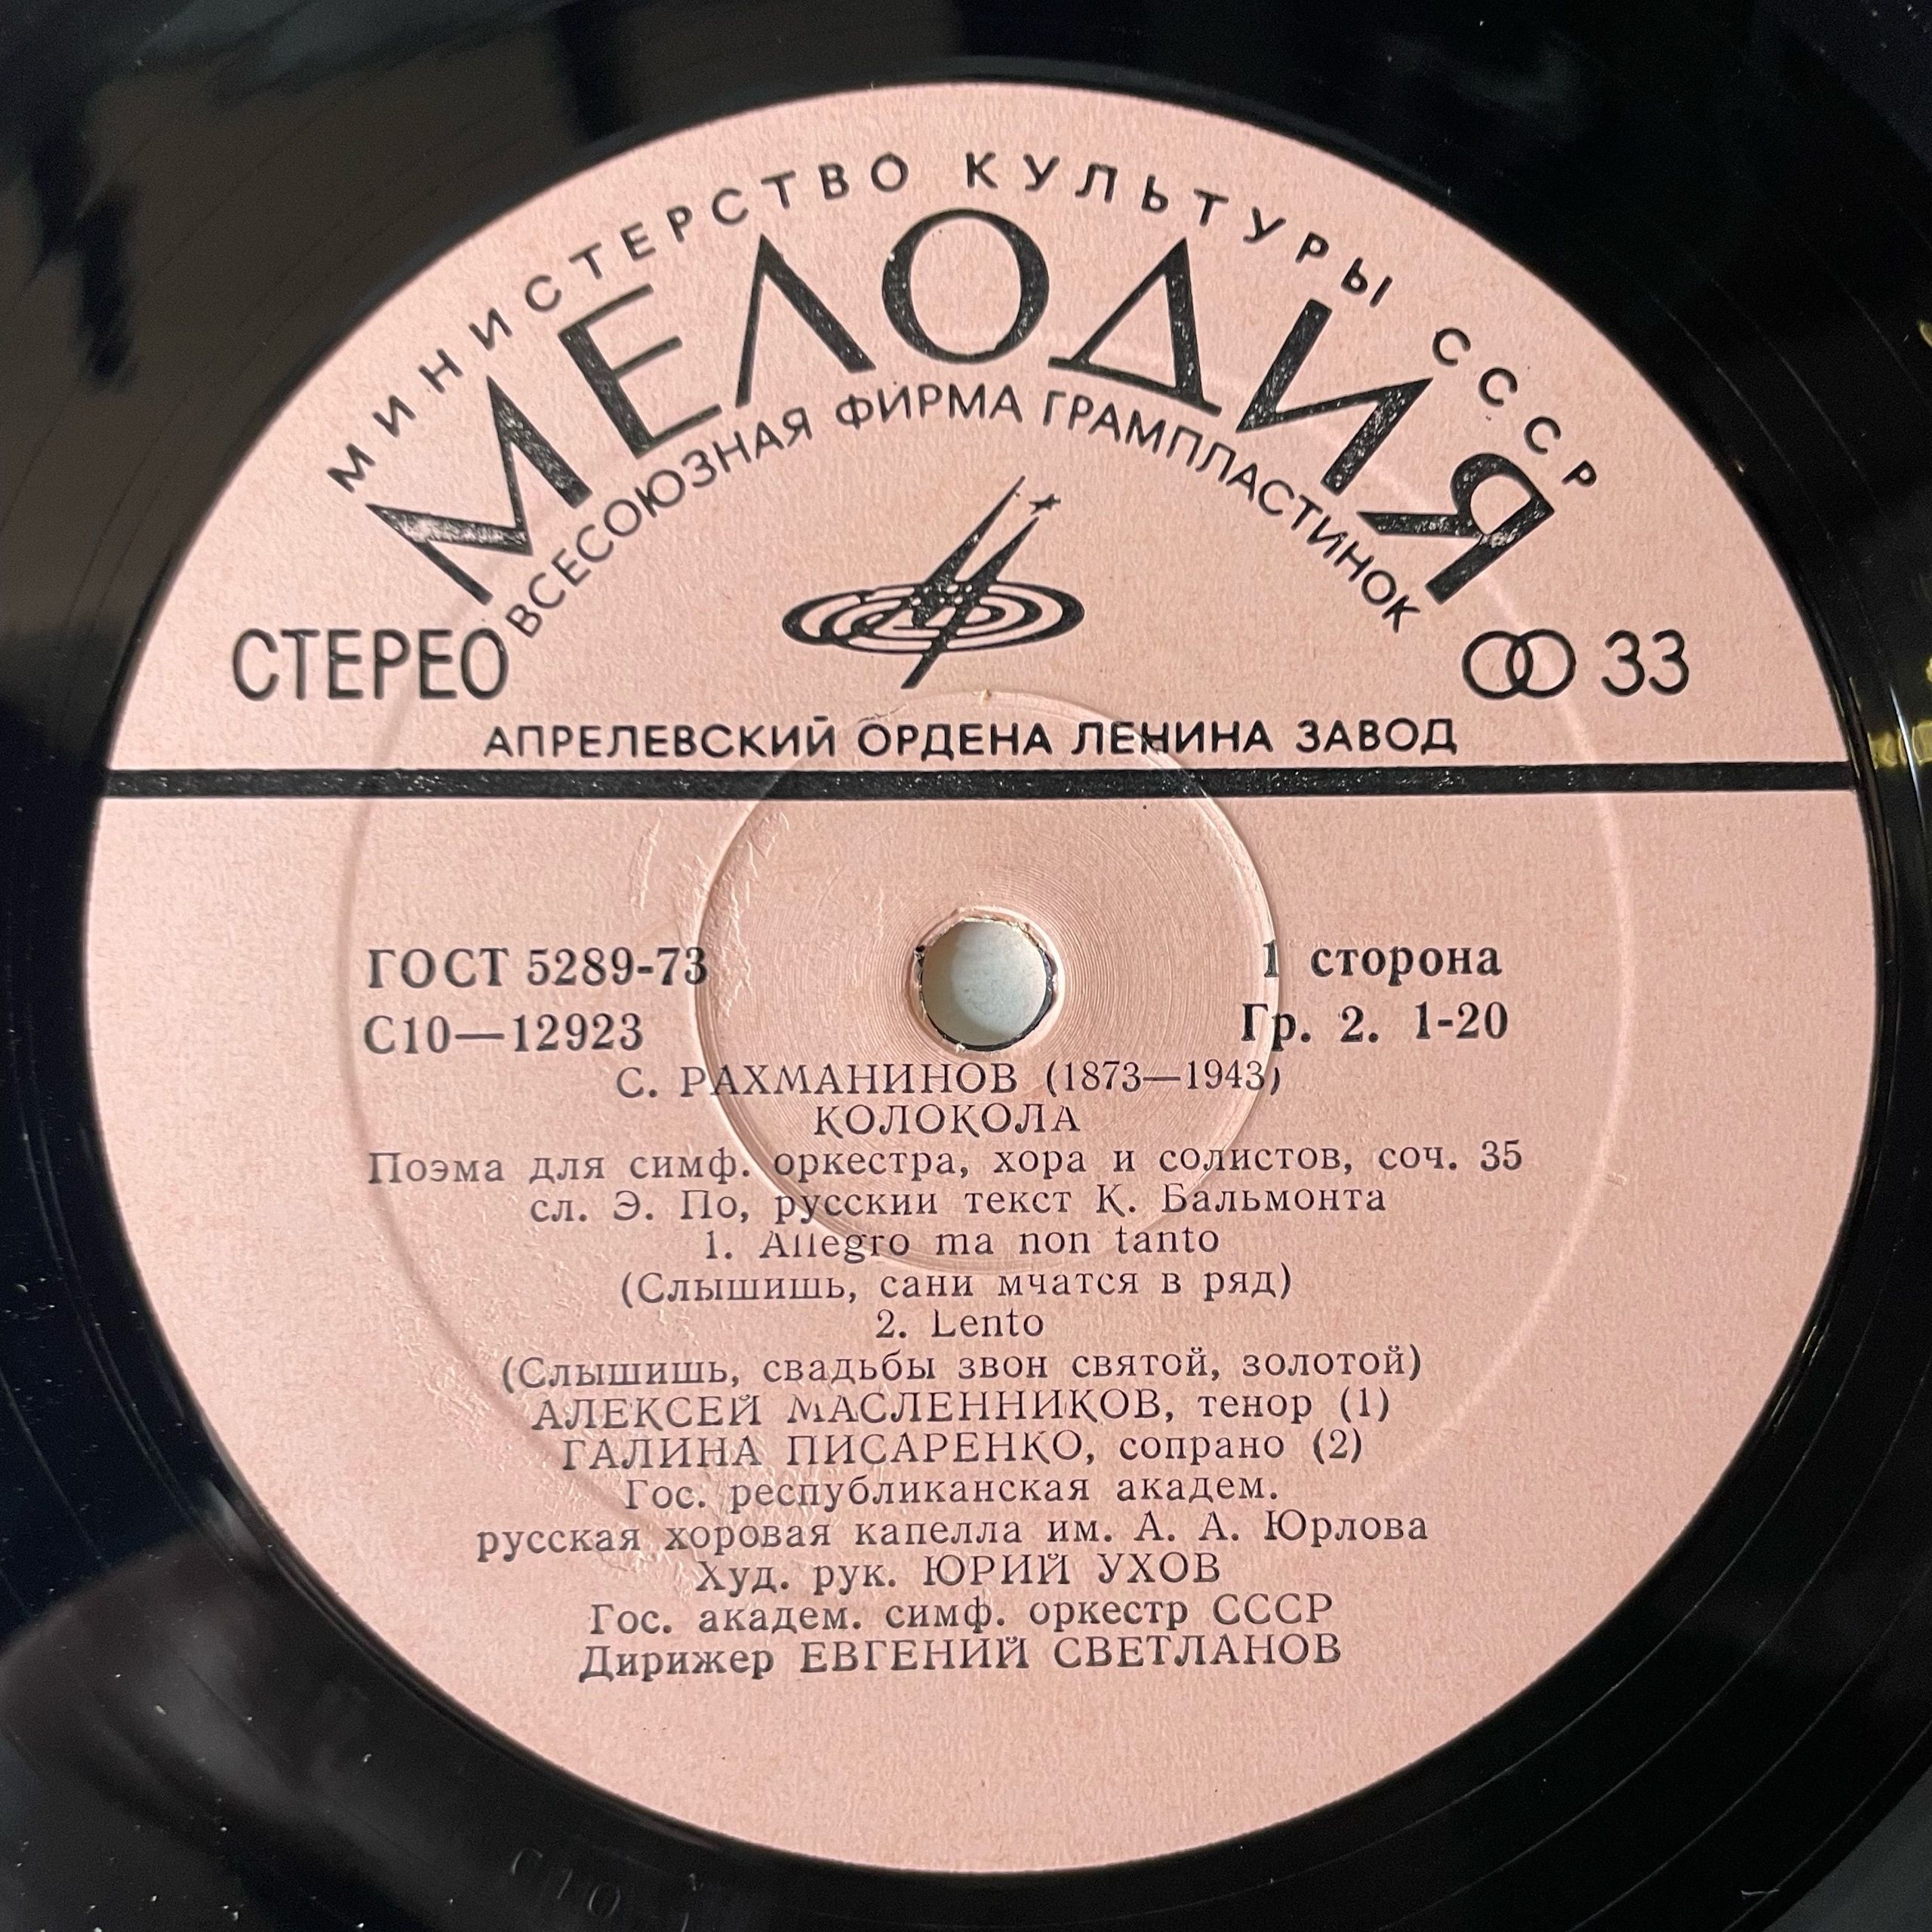 МИНИСТЕРСТВО КУЛЬТУРЫ СССР
МЕЛОДИЯ
ВСЕСОЮЗНАЯ ФИРМА ГРАМПЛАСТИНОК
СТЕРЕО
33
АПРЕЛЕВСКИЙ ОРДЕНА ЛЕНИНА ЗАВОД
ГОСТ 5289-73
1 сторона
С10—12923
Гр. 2. 1-20
С. РАХМАНИНОВ (1873—1943)
КОЛОКОЛА
Поэма для симф. оркестра, хора и солистов, соч. 35
сл. Э. По, русскии текст К. Бальмонта
1. Allegro ma non tanto
(Слышишь, сани мчатся в ряд)
2. Lento
(Слышишь, свадьбы звон святой, золотой)
АЛЕКСЕЙ МАСЛЕННИКОВ, тенор (1)
ГАЛИНА ПИСАРЕНКО, сопрано (2)
Гос. республиканская академ.
русская хоровая капелла им. А. А. Юрлова
Худ. рук. ЮРИЙ УХОВ
Гос. академ. симф. оркестр СССР
Дирижер ЕВГЕНИЙ СВЕТЛАНОВ